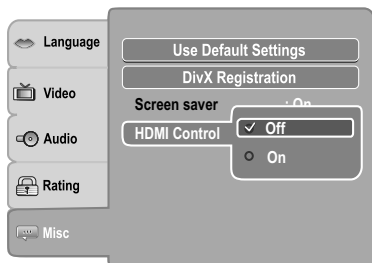 Language
Video
Audio
Rating
Misc
Use Default Settings
DivX Registration
Screen saver : On
HDMI Control
Off
On